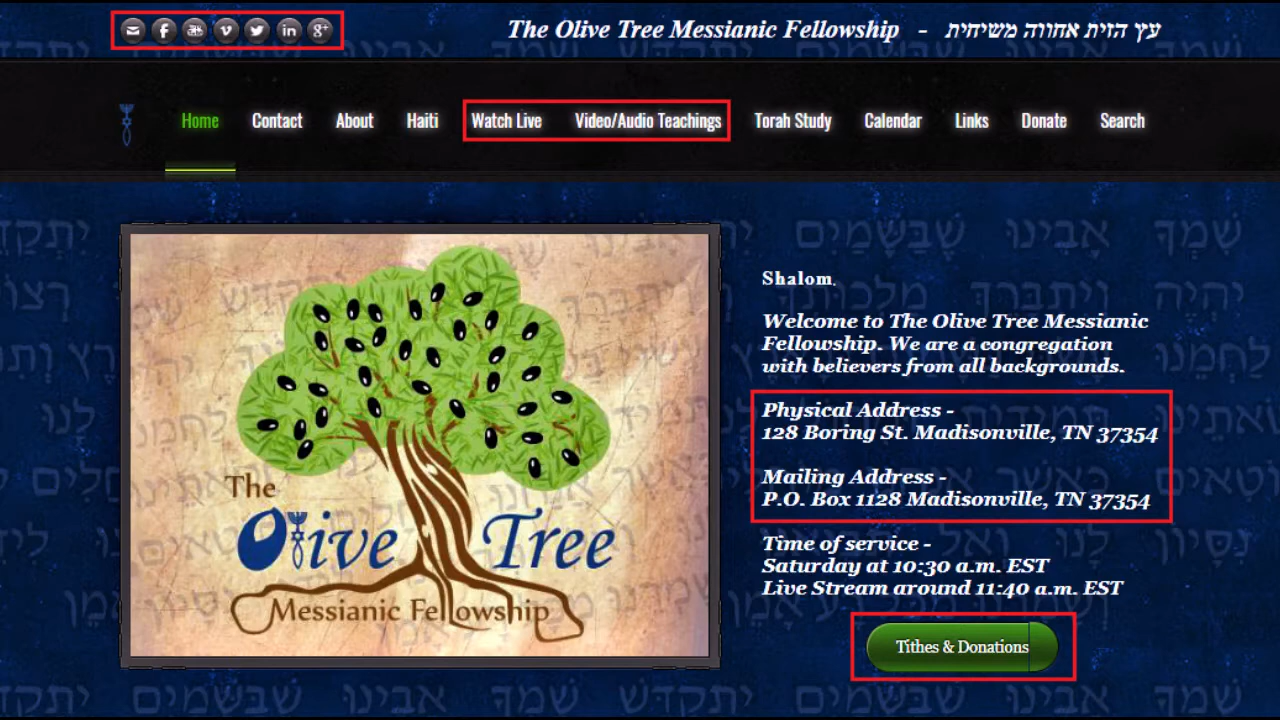 The Olive Tree Messianic Fellowship - עץ הזית אחווה משיחית
Home Contact About Haiti Watch Live Video/Audio Teachings Torah Study Calendar Links Donate Search
The
Olive Tree
Messianic Fellowship
Shalom,
Welcome to The Olive Tree Messianic
Fellowship. We are a congregation
with believers from all backgrounds.
Physical Address -
128 Boring St. Madisonville, TN 37354
Mailing Address -
P.O. Box 1128 Madisonville, TN 37354
Time of service -
Saturday at 10:30 a.m. EST
Live Stream around 11:40 a.m. EST
Tithes & Donations